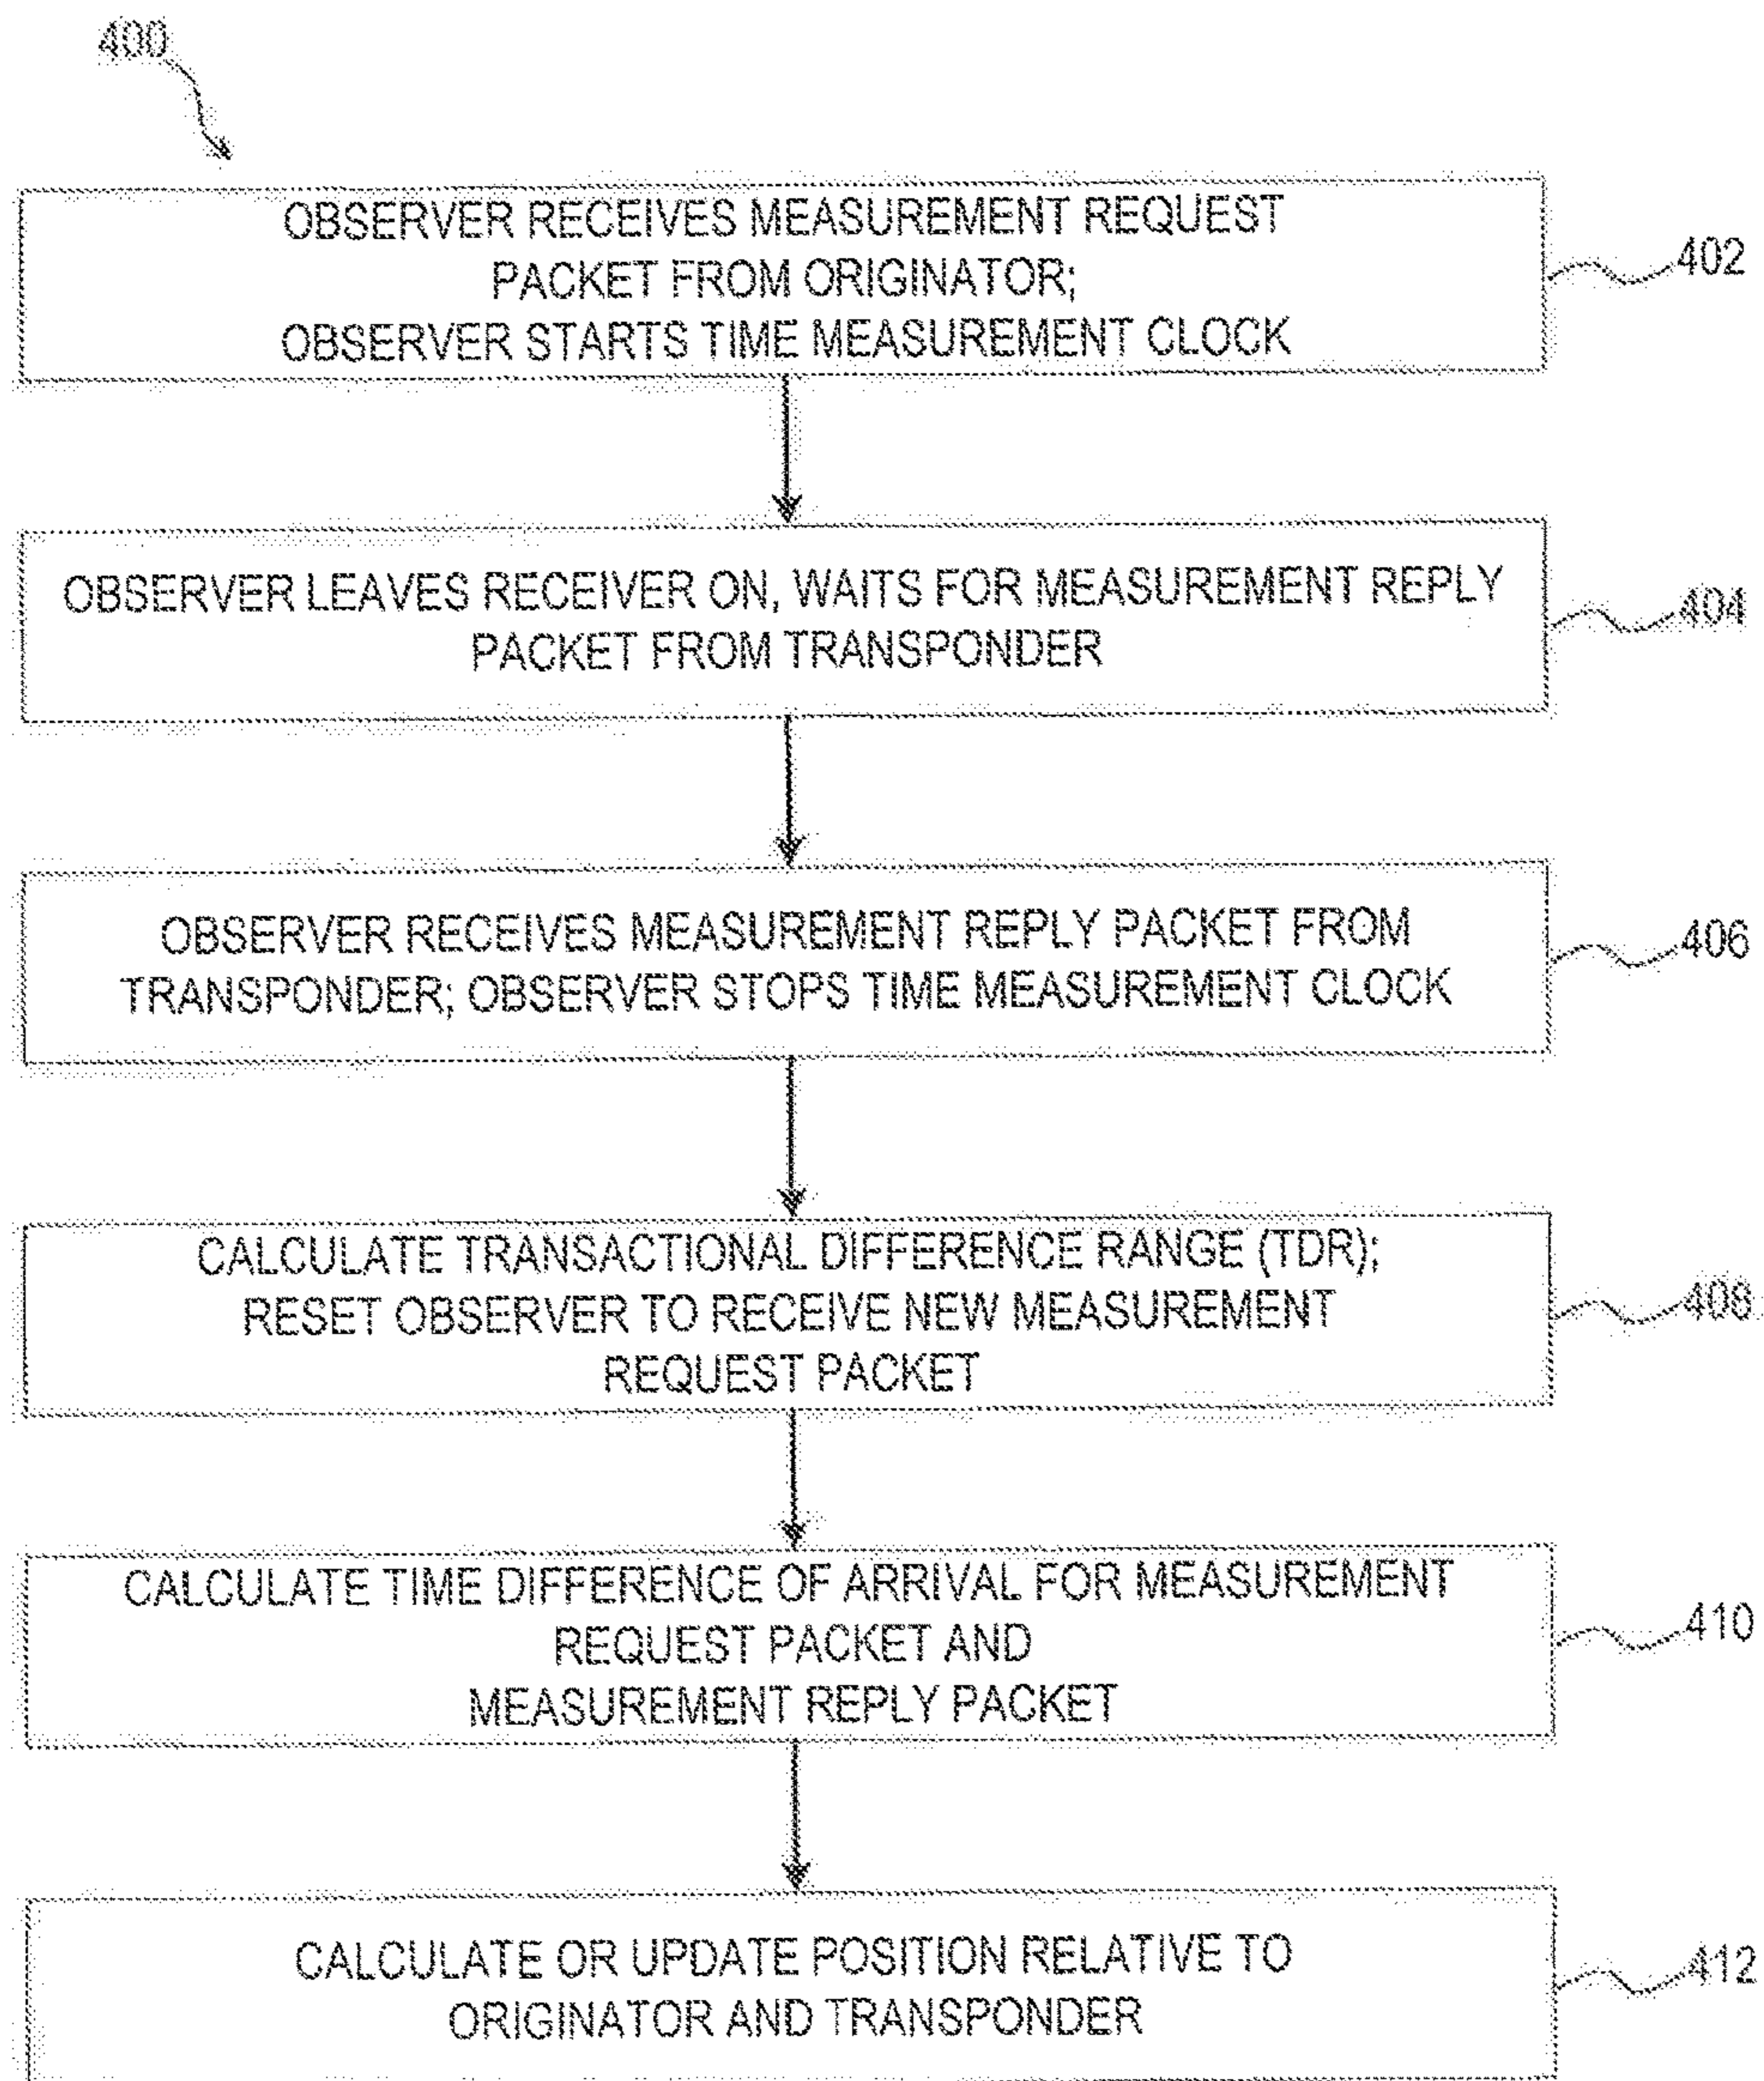 400
OBSERVER RECEIVES MEASUREMENT REQUEST
PACKET FROM ORIGINATOR;
OBSERVER STARTS TIME MEASUREMENT CLOCK
402
OBSERVER LEAVES RECEIVER ON, WAITS FOR MEASUREMENT REPLY
PACKET FROM TRANSPONDER
404
OBSERVER RECEIVES MEASUREMENT REPLY PACKET FROM
TRANSPONDER; OBSERVER STOPS TIME MEASUREMENT CLOCK
406
CALCULATE TRANSACTIONAL DIFFERENCE RANGE (TDR);
RESET OBSERVER TO RECEIVE NEW MEASUREMENT
REQUEST PACKET
408
CALCULATE TIME DIFFERENCE OF ARRIVAL FOR MEASUREMENT
REQUEST PACKET AND
MEASUREMENT REPLY PACKET
410
CALCULATE OR UPDATE POSITION RELATIVE TO
ORIGINATOR AND TRANSPONDER
412